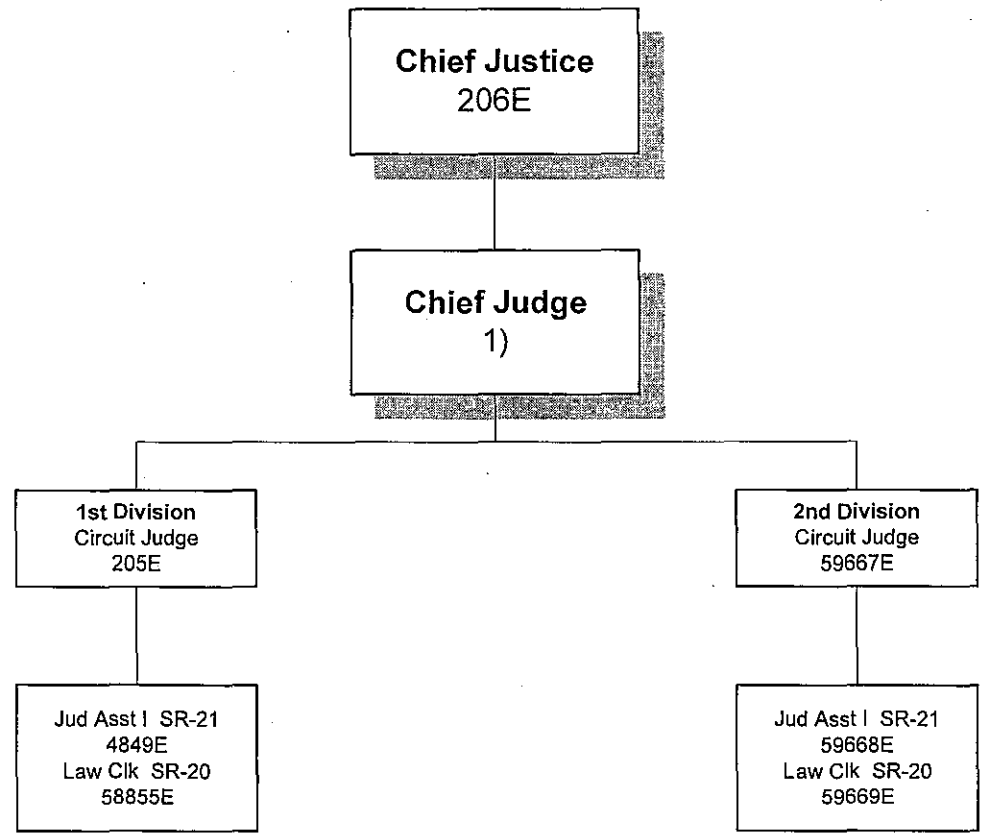 Chief Justice
206E
Chief Judge
1)
1st Division
Circuit Judge
205E
2nd Division
Circuit Judge
59667E
Jud Asst I SR-21
4849E
Law Clk SR-20
58855E
Jud Asst I SR-21
59668E
Law Clk SR-20
59669E